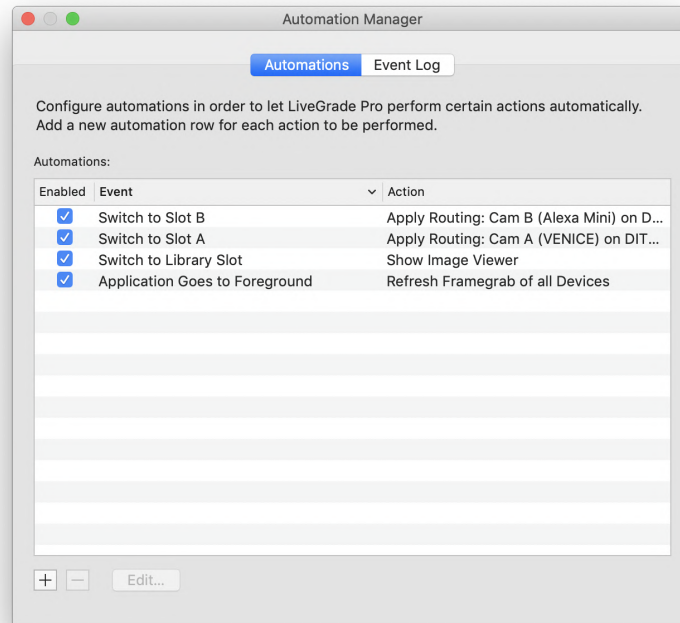 Automation Manager
Automations Event Log
Configure automations in order to let LiveGrade Pro perform certain actions automatically.
Add a new automation row for each action to be performed.
Automations:
Enabled Event Action
Switch to Slot B Apply Routing: Cam B (Alexa Mini) on D...
Switch to Slot A Apply Routing: Cam A (VENICE) on DIT...
Switch to Library Slot Show Image Viewer
Application Goes to Foreground Refresh Framegrab of all Devices
Edit...